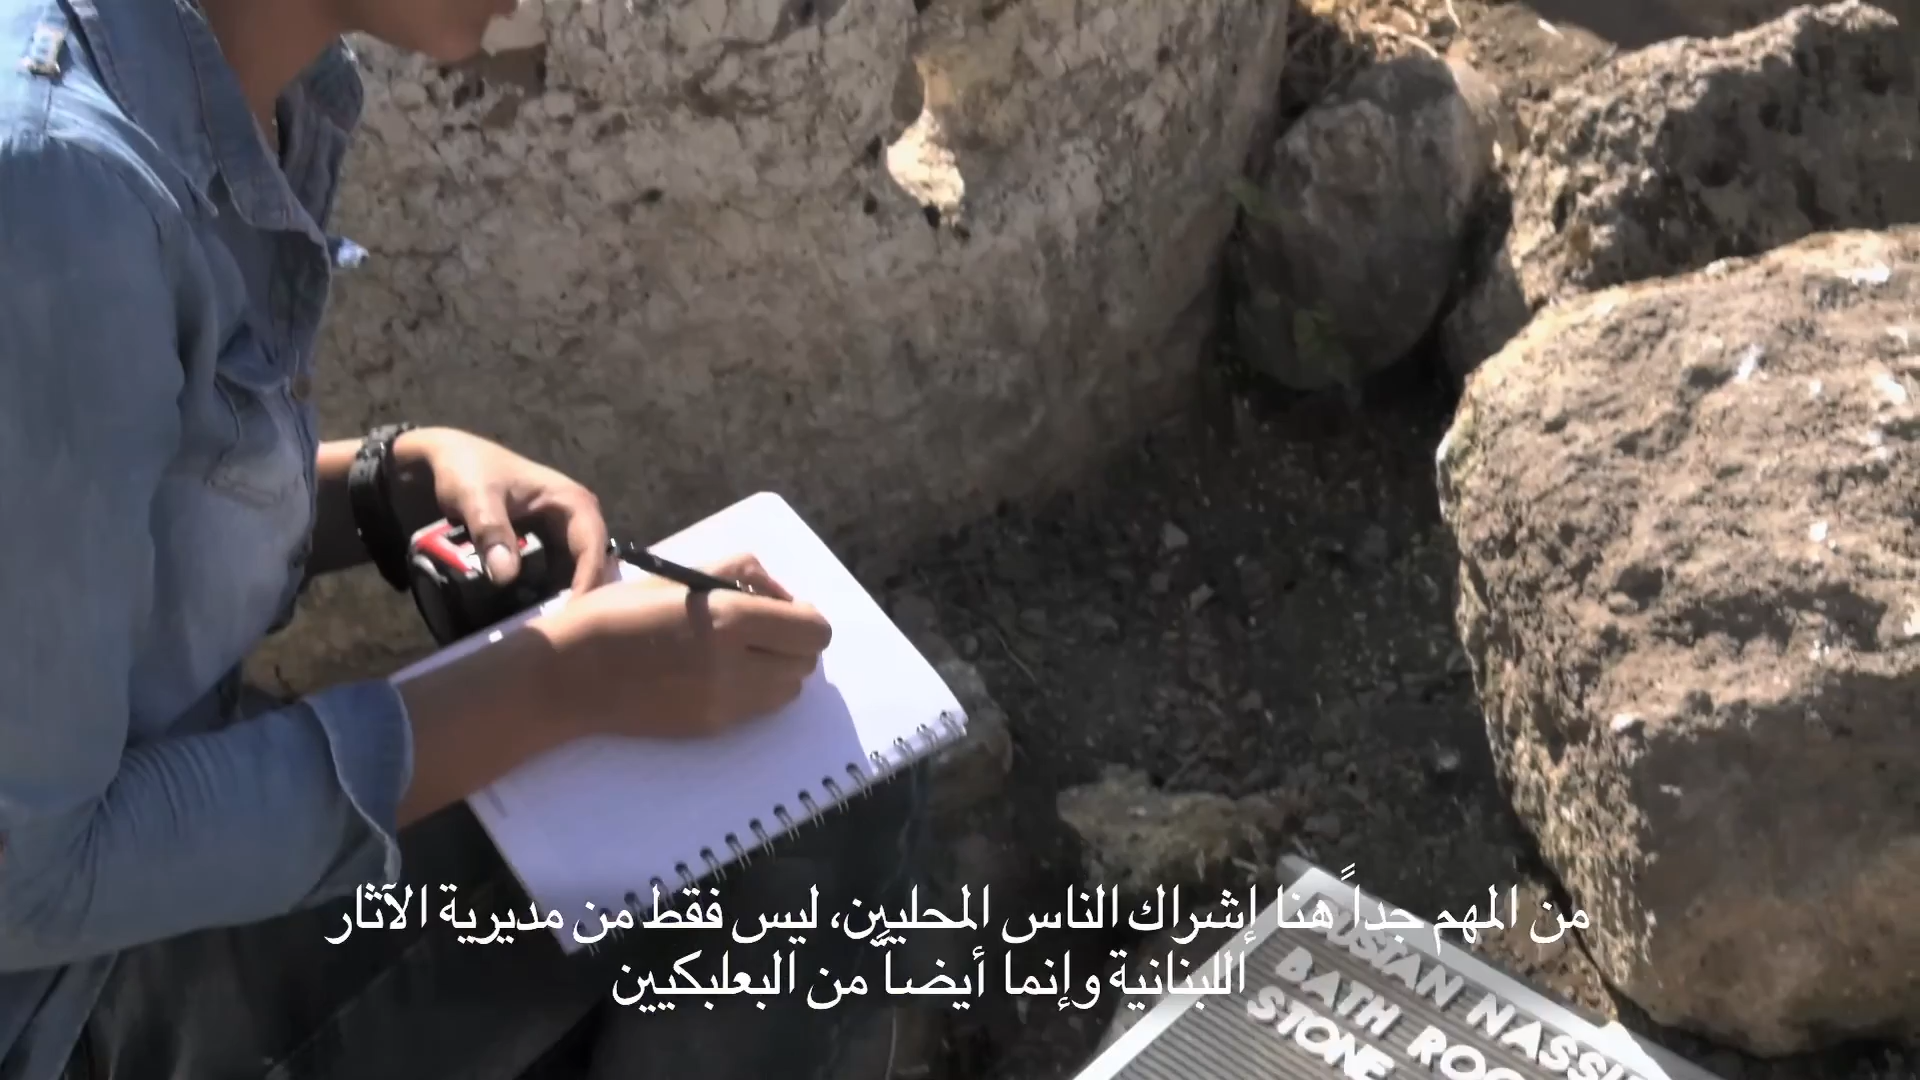 من المهم جداً هنا إشراك الناس المحليين، ليس فقط من مديرية الآثار
اللبنانية وإنما أيضاً من البعلبكيين
BATH
STONE